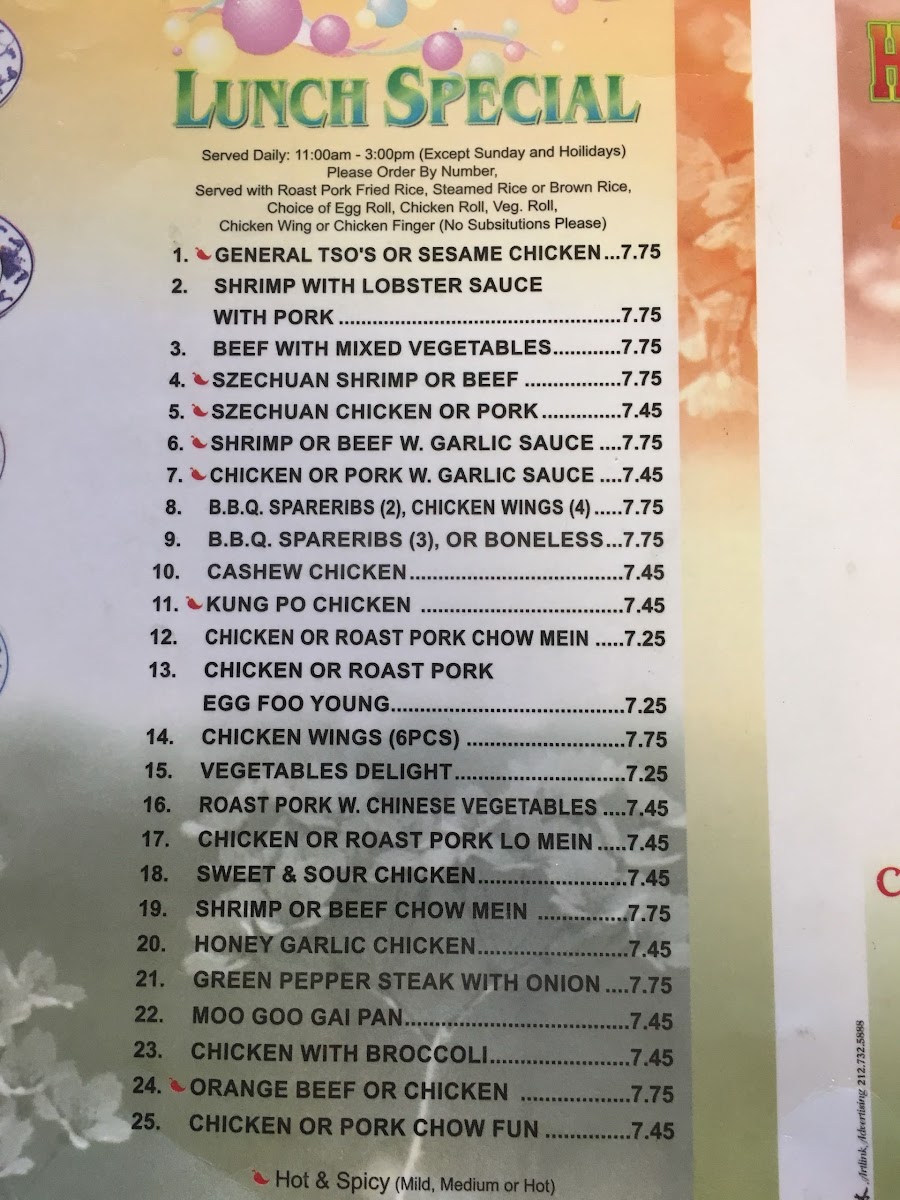 LUNCH SPECIAL
Served Daily: 11:00am - 3:00pm (Except Sunday and Hoilidays)
Please Order By Number,
Served with Roast Pork Fried Rice, Steamed Rice or Brown Rice,
Choice of Egg Roll, Chicken Roll, Veg. Roll,
Chicken Wing or Chicken Finger (No Subsitutions Please)
1. GENERAL TSO'S OR SESAME CHICKEN...7.75
2. SHRIMP WITH LOBSTER SAUCE
WITH PORK................................................7.75
3. BEEF WITH MIXED VEGETABLES............7.75
4. SZECHUAN SHRIMP OR BEEF .................7.75
5. SZECHUAN CHICKEN OR PORK..............7.45
6. SHRIMP OR BEEF W. GARLIC SAUCE ....7.75
7. CHICKEN OR PORK W. GARLIC SAUCE ....7.45
8. B.B.Q. SPARERIBS (2), CHICKEN WINGS (4).....7.75
9. B.B.Q. SPARERIBS (3), OR BONELESS...7.75
10. CASHEW CHICKEN....................................7.45
11. KUNG PO CHICKEN ..................................7.45
12. CHICKEN OR ROAST PORK CHOW MEIN .....7.25
13. CHICKEN OR ROAST PORK
EGG FOO YOUNG.......................................7.25
14. CHICKEN WINGS (6PCS) ..........................7.75
15. VEGETABLES DELIGHT............................7.25
16. ROAST PORK W. CHINESE VEGETABLES ....7.45
17. CHICKEN OR ROAST PORK LO MEIN.....7.45
18. SWEET & SOUR CHICKEN.........................7.45
19. SHRIMP OR BEEF CHOW MEIN ...............7.75
20. HONEY GARLIC CHICKEN.........................7.45
21. GREEN PEPPER STEAK WITH ONION....7.75
22. MOO GOO GAI PAN.....................................7.45
23. CHICKEN WITH BROCCOLI.......................7.45
24. ORANGE BEEF OR CHICKEN ..................7.75
25. CHICKEN OR PORK CHOW FUN ..............7.45
Hot & Spicy (Mild, Medium or Hot)
Artlink Advertising 212.732.5888
H
C